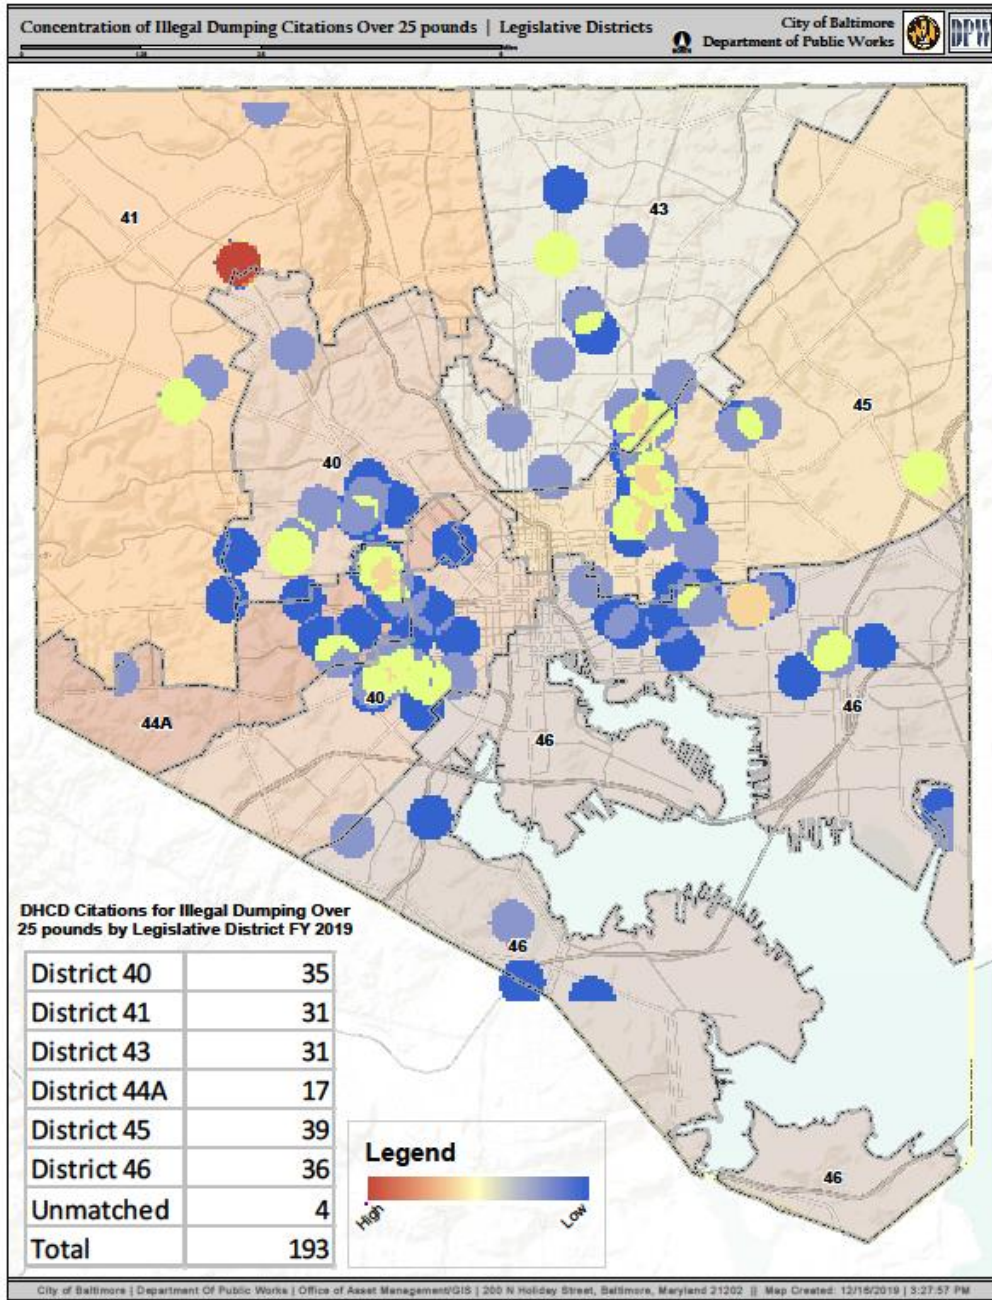 Concentration of Illegal Dumping Citations Over 25 pounds | Legislative Districts
City of Baltimore
Department of Public Works
DPW
41
43
45
40
40
44A
46
46
46
46
DHCD Citations for Illegal Dumping Over
25 pounds by Legislative District FY 2019
District 40 35
District 41 31
District 43 31
District 44A 17
District 45 39
District 46 36
Unmatched 4
Total 193
Legend
High Low
City of Baltimore | Department Of Public Works | Office of Asset Management/GIS | 200 N Holiday Street, Baltimore, Maryland 21202 || Map Created: 12/16/2019 | 3:27:57 PM